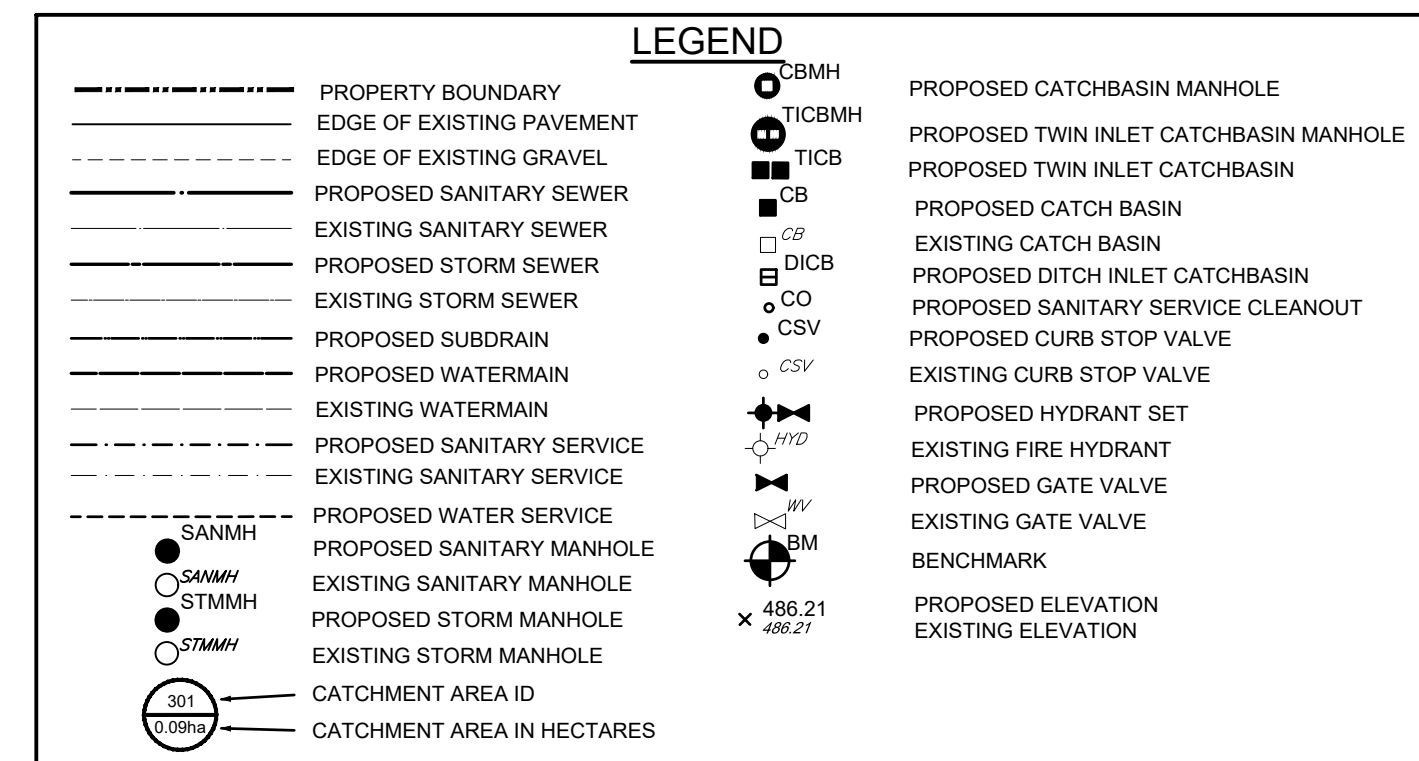 LEGEND
PROPERTY BOUNDARY
EDGE OF EXISTING PAVEMENT
EDGE OF EXISTING GRAVEL
PROPOSED SANITARY SEWER
EXISTING SANITARY SEWER
PROPOSED STORM SEWER
EXISTING STORM SEWER
PROPOSED SUBDRAIN
PROPOSED WATERMAIN
EXISTING WATERMAIN
PROPOSED SANITARY SERVICE
EXISTING SANITARY SERVICE
PROPOSED WATER SERVICE
SANMH PROPOSED SANITARY MANHOLE
SANMH EXISTING SANITARY MANHOLE
STMMH PROPOSED STORM MANHOLE
STMMH EXISTING STORM MANHOLE
301 CATCHMENT AREA ID
0.09ha CATCHMENT AREA IN HECTARES
CBMH PROPOSED CATCHBASIN MANHOLE
TICBMH PROPOSED TWIN INLET CATCHBASIN MANHOLE
TICB PROPOSED TWIN INLET CATCHBASIN
CB PROPOSED CATCH BASIN
CB EXISTING CATCH BASIN
DICB PROPOSED DITCH INLET CATCHBASIN
CO PROPOSED SANITARY SERVICE CLEANOUT
CSV PROPOSED CURB STOP VALVE
CSV EXISTING CURB STOP VALVE
PROPOSED HYDRANT SET
HYD EXISTING FIRE HYDRANT
PROPOSED GATE VALVE
WV EXISTING GATE VALVE
BM BENCHMARK
486.21 PROPOSED ELEVATION
486.21 EXISTING ELEVATION